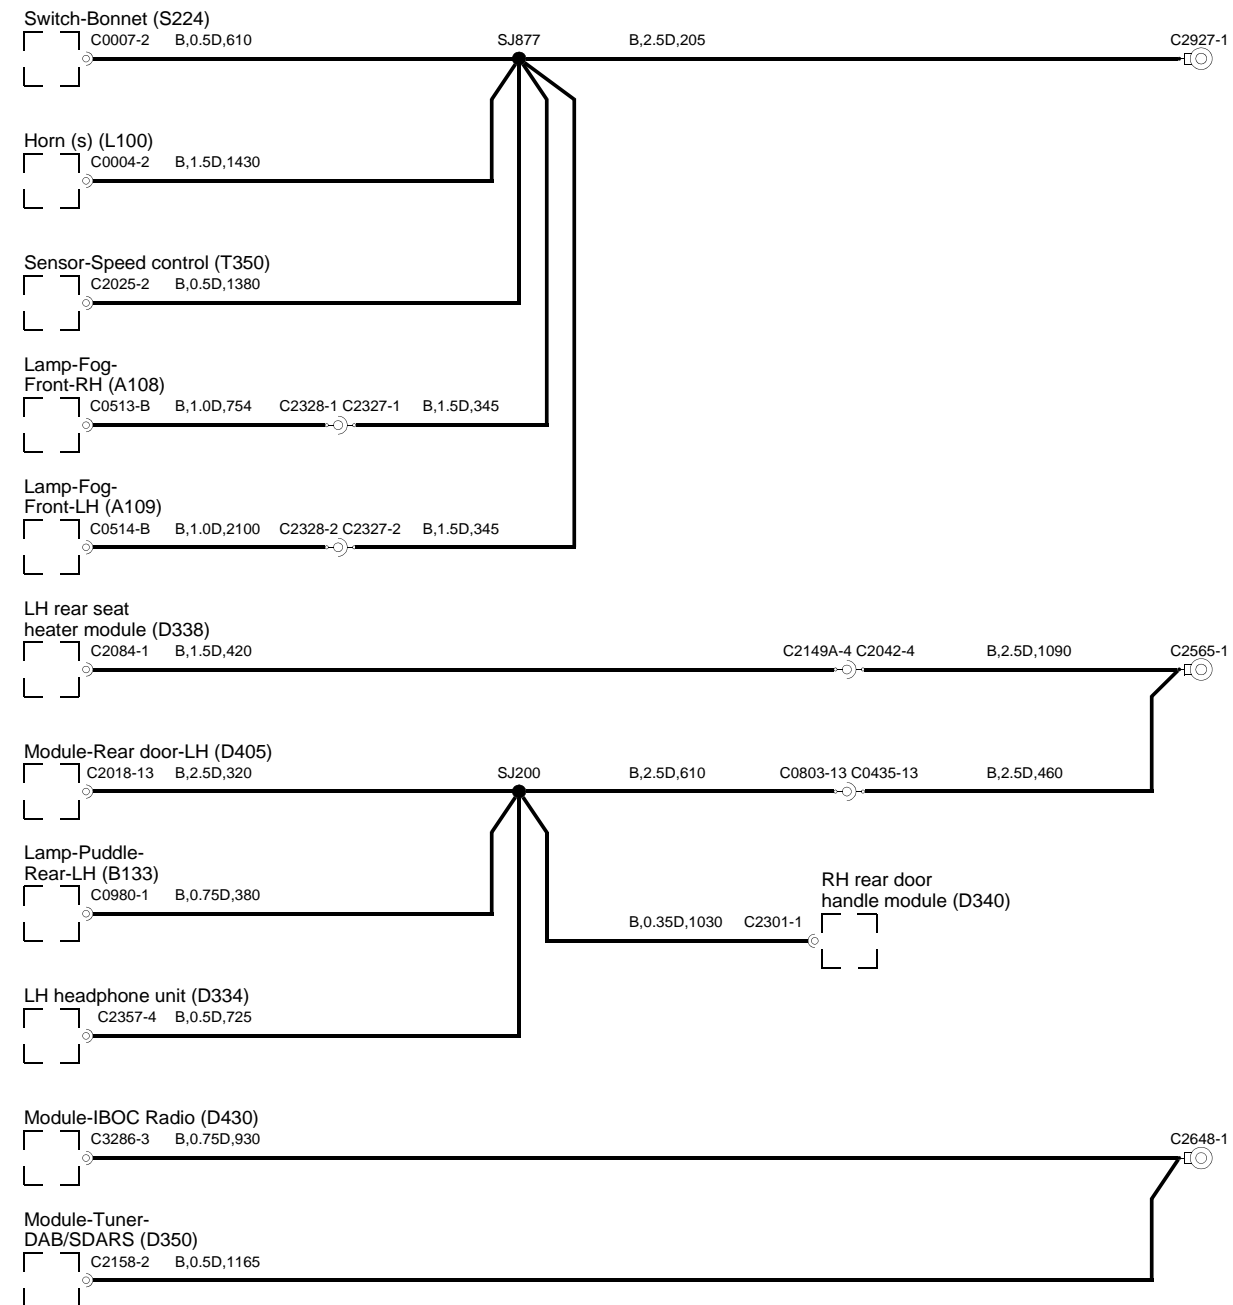 Switch-Bonnet (S224)
C0007-2 B,0.5D,610 SJ877 B,2.5D,205 C2927-1
Horn (s) (L100)
C0004-2 B,1.5D,1430
Sensor-Speed control (T350)
C2025-2 B,0.5D,1380
Lamp-Fog-
Front-RH (A108)
C0513-B B,1.0D,754 C2328-1 C2327-1 B,1.5D,345
Lamp-Fog-
Front-LH (A109)
C0514-B B,1.0D,2100 C2328-2 C2327-2 B,1.5D,345
LH rear seat
heater module (D338)
C2084-1 B,1.5D,420 C2149A-4 C2042-4 B,2.5D,1090 C2565-1
Module-Rear door-LH (D405)
C2018-13 B,2.5D,320 SJ200 B,2.5D,610 C0803-13 C0435-13 B,2.5D,460
Lamp-Puddle-
Rear-LH (B133)
C0980-1 B,0.75D,380
RH rear door
handle module (D340)
B,0.35D,1030 C2301-1
LH headphone unit (D334)
C2357-4 B,0.5D,725
Module-IBOC Radio (D430)
C3286-3 B,0.75D,930 C2648-1
Module-Tuner-
DAB/SDARS (D350)
C2158-2 B,0.5D,1165